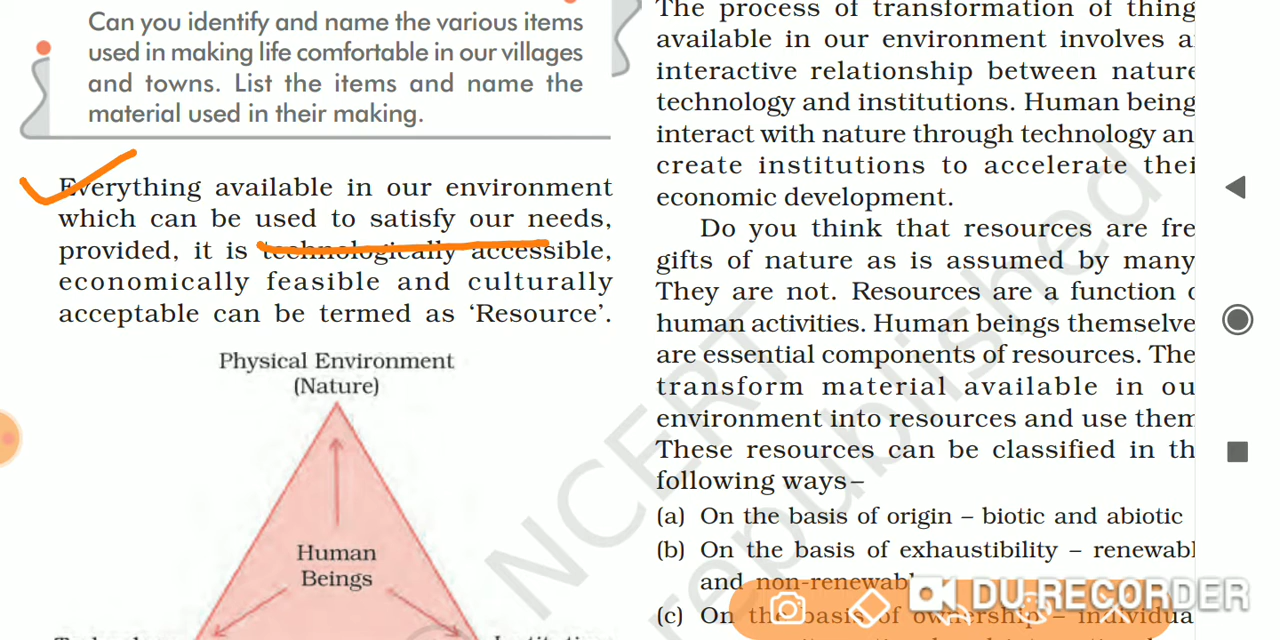 Can you identify and name the various items
used in making life comfortable in our villages
and towns. List the items and name the
material used in their making.
Everything available in our environment
which can be used to satisfy our needs,
provided, it is technologically accessible,
economically feasible and culturally
acceptable can be termed as ‘Resource’.
Physical Environment
(Nature)
Human
Beings
The process of transformation of thing
available in our environment involves a
interactive relationship between nature
technology and institutions. Human being
interact with nature through technology an
create institutions to accelerate thei
economic development.
Do you think that resources are fre
gifts of nature as is assumed by many
They are not. Resources are a function
human activities. Human beings themselve
are essential components of resources. The
transform material available in ou
environment into resources and use them
These resources can be classified in th
following ways–
(a) On the basis of origin – biotic and abiotic
(b) On the basis of exhaustibility – renewabl
and non-renewabl
(c) On the basis of ownership – individua
DU RECORDER
NCERT
republished